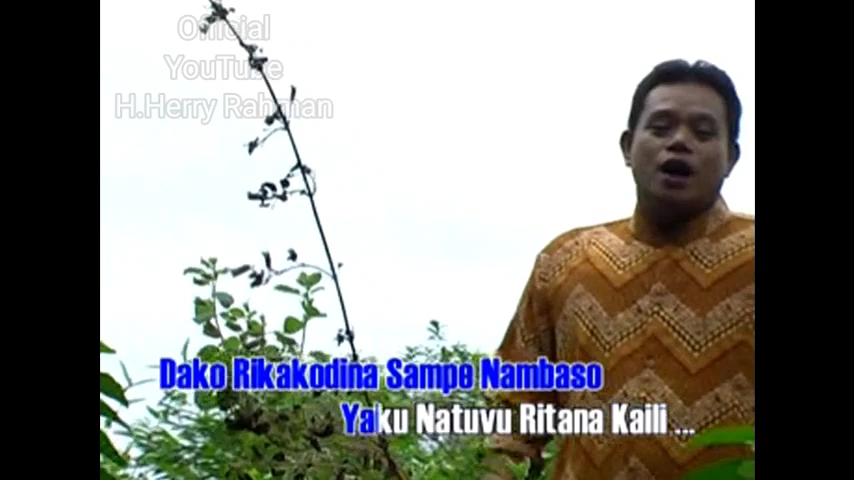 Official
YouTube
H.Herry Rahman
Dako Rikakodina Sampe Nambaso
Yaku Natuvu Ritana Kaili ...